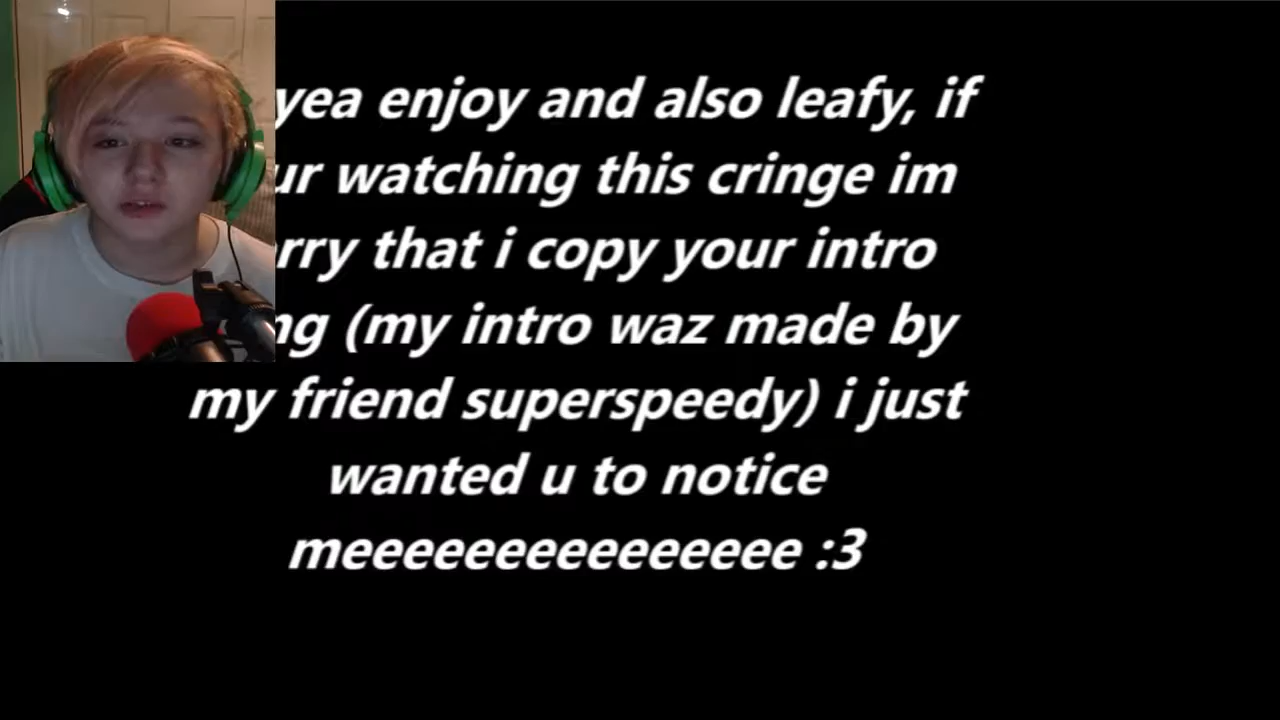 yea enjoy and also leafy, if
ur watching this cringe im
rry that i copy your intro
ng (my intro waz made by
my friend superspeedy) i just
wanted u to notice
meeeeeeeeeeeeeee :3